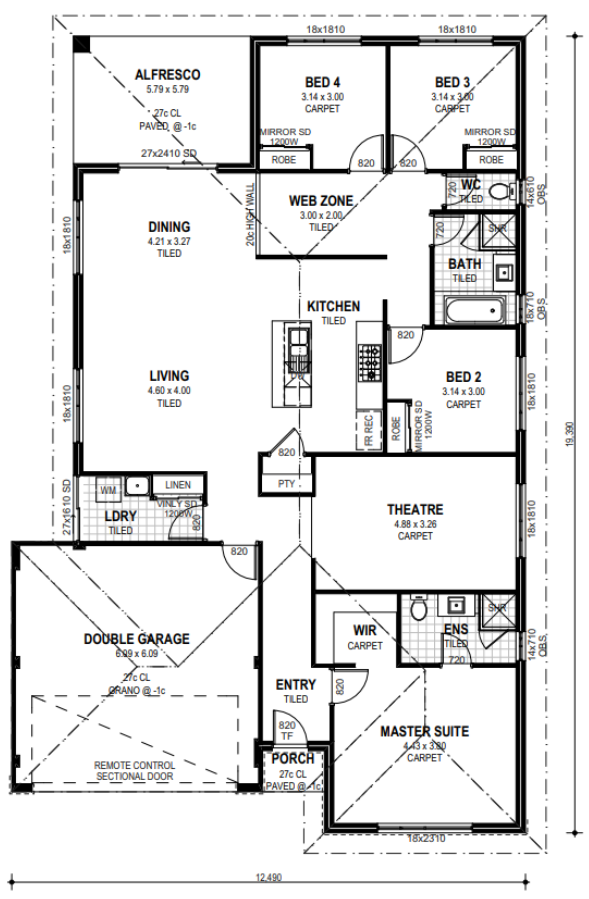 18x1810
18x1810
ALFRESCO
5.79 x 5.79
27c CL
PAVED @ -1c
BED 4
3.14 x 3.00
CARPET
BED 3
3.14 x 3.00
CARPET
MIRROR SD
1200W
ROBE
820
820
MIRROR SD
1200W
ROBE
27x2410 SD
20c HIGH WALL
WEB ZONE
3.00 x 2.00
TILED
720
WC
TILED
14x610
OBS
DINING
4.21 x 3.27
TILED
18x1810
720
SHR
BATH
TILED
18x710
OBS
KITCHEN
TILED
820
LIVING
4.60 x 4.00
TILED
18x1810
BED 2
3.14 x 3.00
CARPET
18x1810
FR REC
ROBE
MIRROR SD
1200W
19,390
820
PTY
WM
LINEN
VINLY SD
1200W
27x1610 SD
LDRY
TILED
820
THEATRE
4.88 x 3.26
CARPET
18x1810
820
DOUBLE GARAGE
6.09 x 6.09
27c CL
GRANO @ -1c
WIR
CARPET
SHR
ENS
TILED
720
14x710
OBS
ENTRY
TILED
820
820
TF
MASTER SUITE
4.43 x 3.80
CARPET
REMOTE CONTROL
SECTIONAL DOOR
PORCH
27c CL
PAVED @ -1c
18x2310
12,490